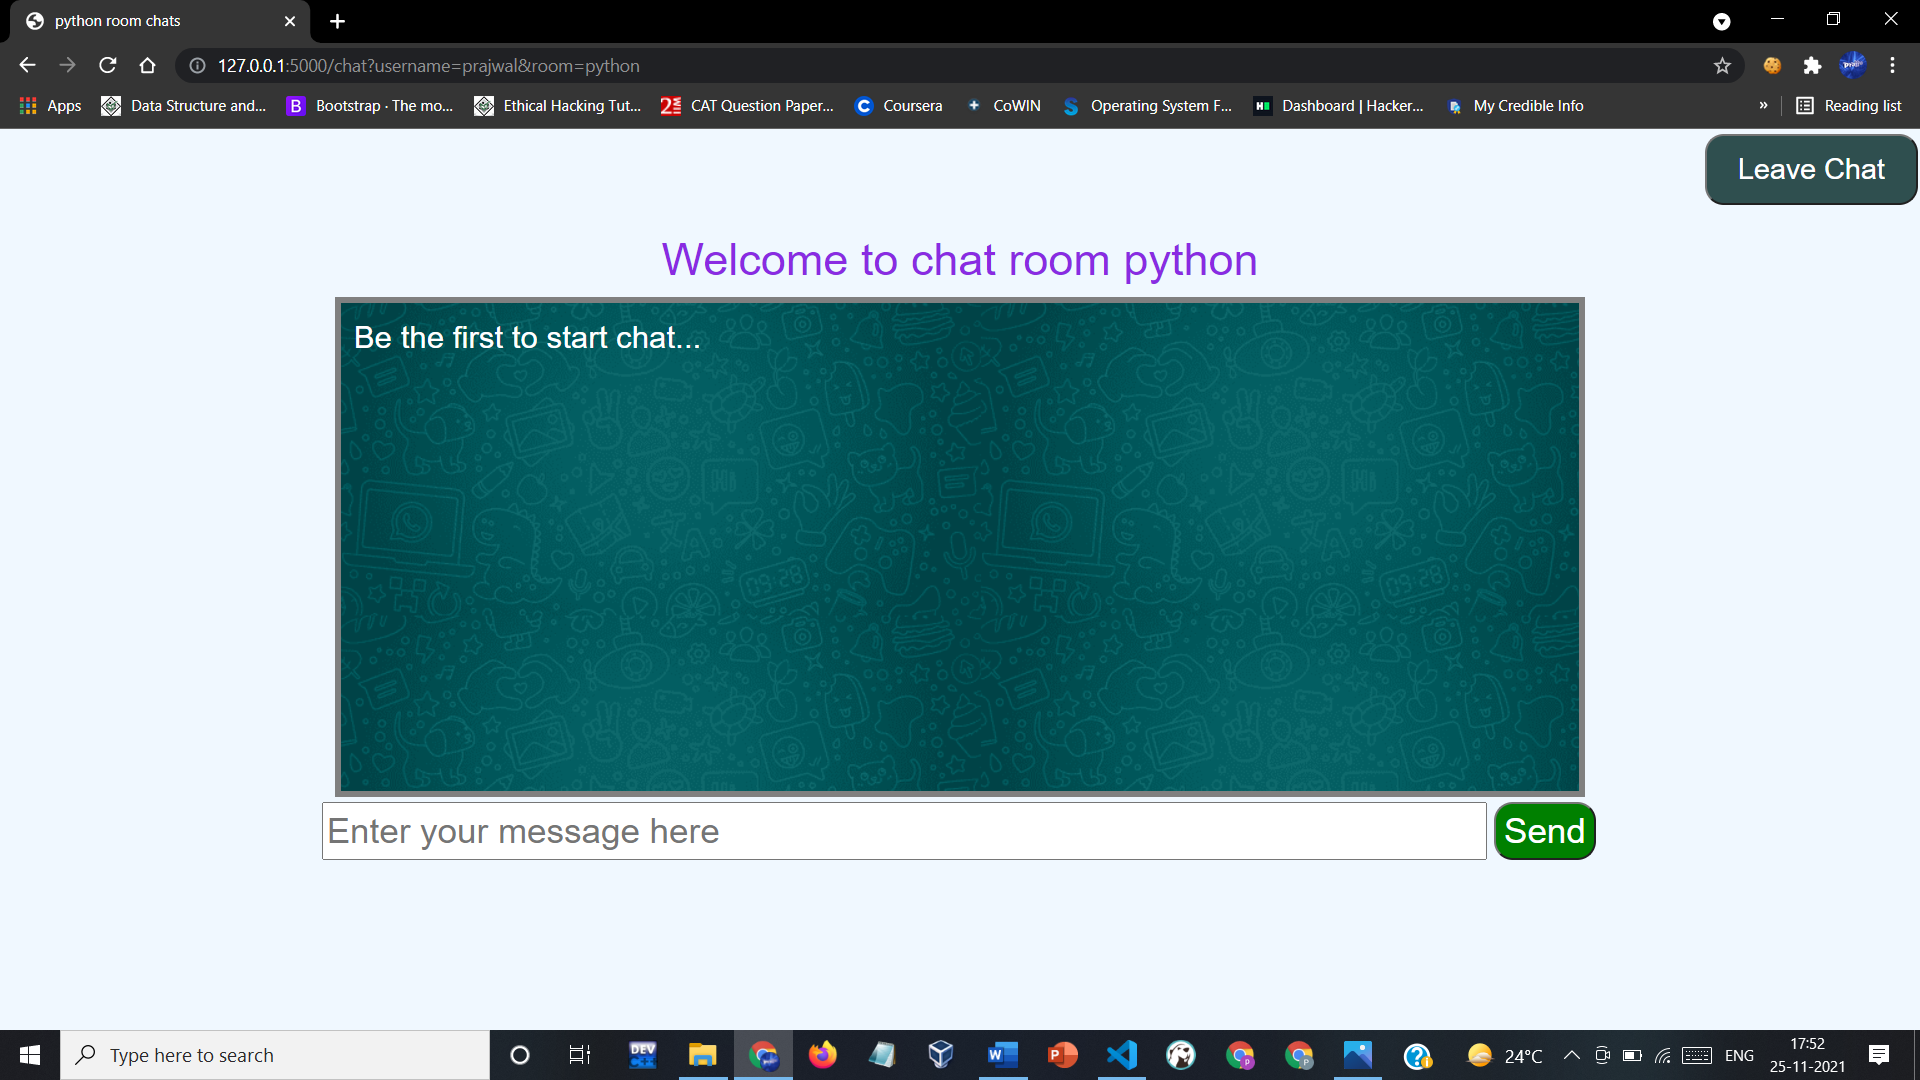 python room chats
127.0.0.1:5000/chat?username=prajwal&room=python
Apps
Data Structure and...
B
Bootstrap · The mo...
Ethical Hacking Tut...
CAT Question Paper...
Coursera
CoWIN
Operating System F...
Dashboard | Hacker...
My Credible Info
»
Reading list
Leave Chat
Welcome to chat room python
Be the first to start chat...
Enter your message here
Send
Type here to search
DEV
24°C
ENG
17:52
25-11-2021